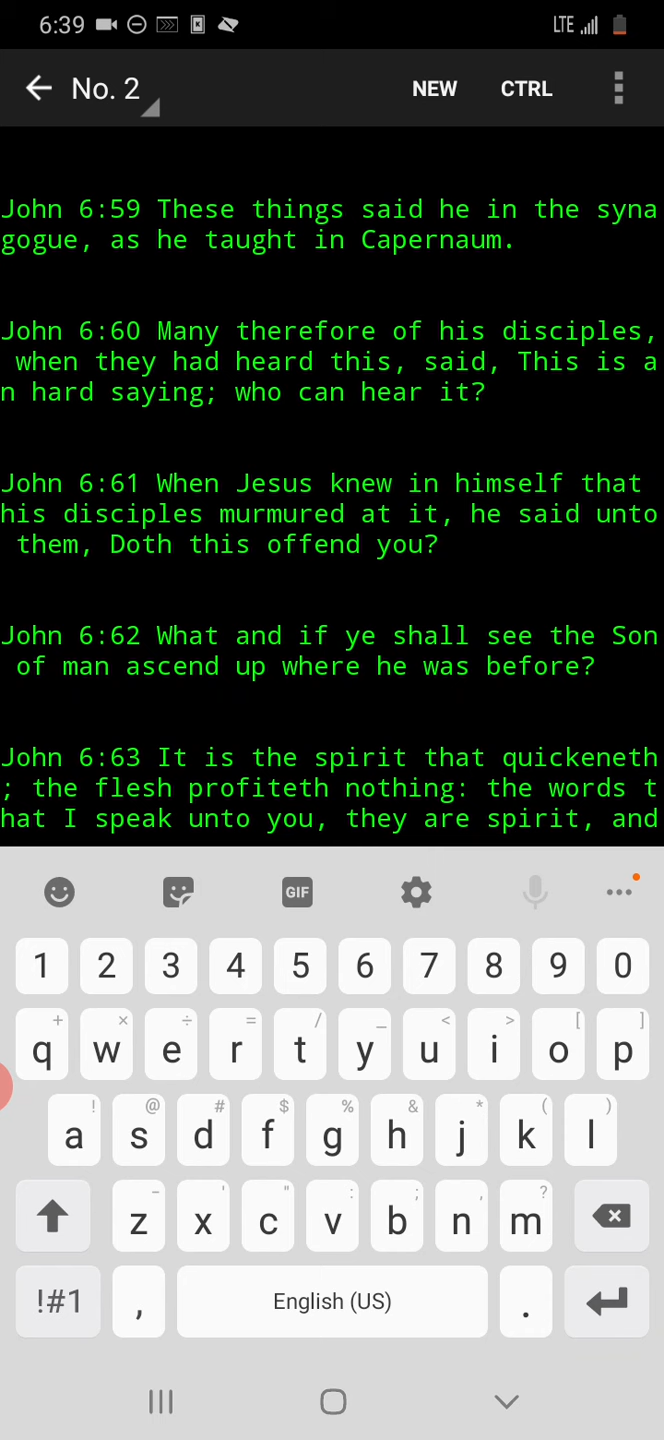 6:39 LTE
No. 2 NEW CTRL
John 6:59 These things said he in the syna
gogue, as he taught in Capernaum.
John 6:60 Many therefore of his disciples,
when they had heard this, said, This is a
n hard saying; who can hear it?
John 6:61 When Jesus knew in himself that
his disciples murmured at it, he said unto
them, Doth this offend you?
John 6:62 What and if ye shall see the Son
of man ascend up where he was before?
John 6:63 It is the spirit that quickeneth
; the flesh profiteth nothing: the words t
hat I speak unto you, they are spirit, and
GIF
1 2 3 4 5 6 7 8 9 0
+ × ÷ = / _ < > [ ]
q w e r t y u i o p
! @ # $ % & * ( )
a s d f g h j k l
- ' " : ; , ?
z x c v b n m
!#1 , English (US) .